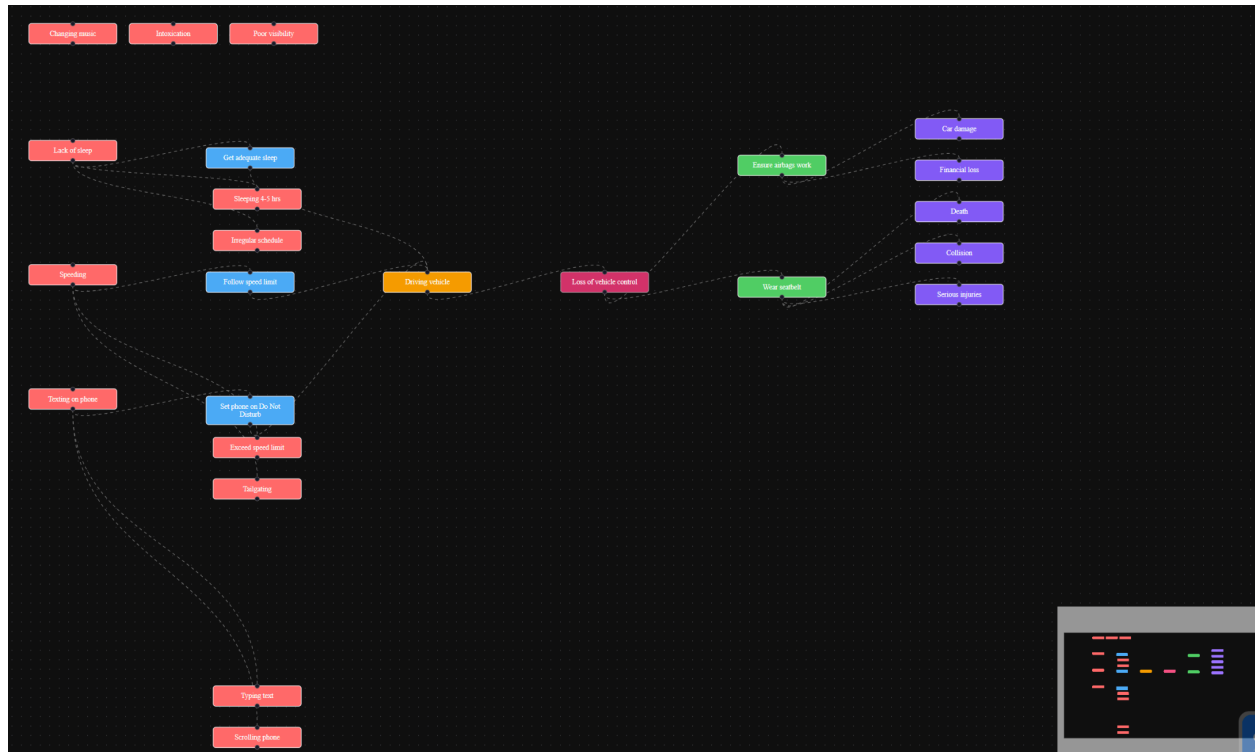 Changing music
Intoxication
Poor visibility
Lack of sleep
Get adequate sleep
Sleeping 4-5 hrs
Irregular schedule
Speeding
Follow speed limit
Driving vehicle
Loss of vehicle control
Ensure airbags work
Wear seatbelt
Car damage
Financial loss
Death
Collision
Serious injuries
Texting on phone
Set phone on Do Not
Disturb
Exceed speed limit
Tailgating
Typing text
Scrolling phone